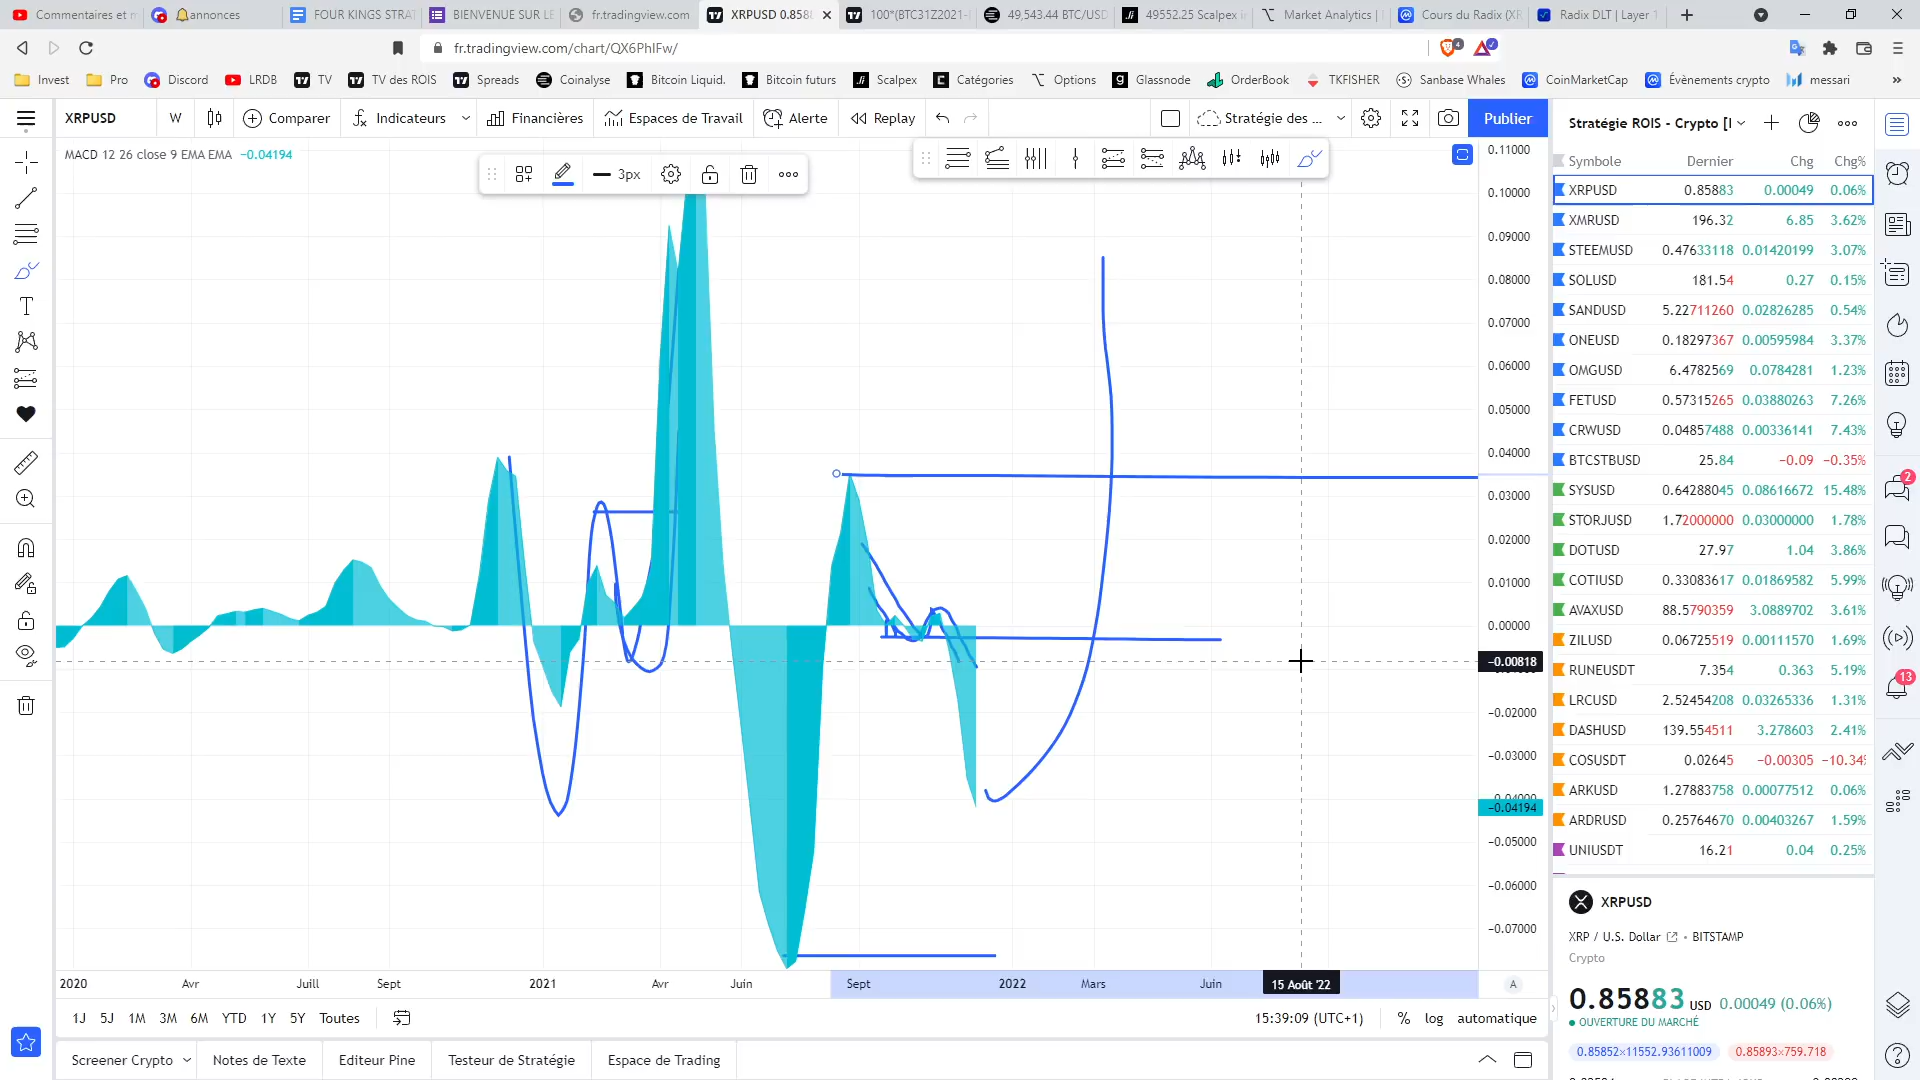 Commentaires et m
annonces
FOUR KINGS STRAT
BIENVENUE SUR LE
fr.tradingview.com
XRPUSD 0.858
100*(BTC31Z2021-
49,543.44 BTC/USD
49552.25 Scalpex in
Market Analytics |
Cours du Radix (XR
Radix DLT | Layer 1
fr.tradingview.com/chart/QX6PhIFw/
4
Invest
Pro
Discord
LRDB
TV
TV des ROIS
Spreads
Coinalyse
Bitcoin Liquid.
Bitcoin futurs
Scalpex
Catégories
Options
Glassnode
OrderBook
TKFISHER
Sanbase Whales
CoinMarketCap
Évènements crypto
messari
XRPUSD
W
Comparer
Indicateurs
Financières
Espaces de Travail
Alerte
Replay
Stratégie des ...
Publier
Stratégie ROIS - Crypto [I
MACD 12 26 close 9 EMA EMA −0.04194
3px
Symbole Dernier Chg Chg%
XRPUSD 0.85883 0.00049 0.06%
XMRUSD 196.32 6.85 3.62%
STEEMUSD 0.47633118 0.01420199 3.07%
SOLUSD 181.54 0.27 0.15%
SANDUSD 5.22711260 0.02826285 0.54%
ONEUSD 0.18297367 0.00595984 3.37%
OMGUSD 6.4782569 0.0784281 1.23%
FETUSD 0.57315265 0.03880263 7.26%
CRWUSD 0.04857488 0.00336141 7.43%
BTCSTBUSD 25.84 −0.09 −0.35%
SYSUSD 0.64288045 0.08616672 15.48%
STORJUSD 1.72000000 0.03000000 1.78%
DOTUSD 27.97 1.04 3.86%
COTIUSD 0.33083617 0.01869582 5.99%
AVAXUSD 88.5790359 3.0889702 3.61%
ZILUSD 0.06725519 0.00111570 1.69%
RUNEUSDT 7.354 0.363 5.19%
LRCUSD 2.52454208 0.03265336 1.31%
DASHUSD 139.554511 3.278603 2.41%
COSUSDT 0.02645 −0.00305 −10.34%
ARKUSD 1.27883758 0.00077512 0.06%
ARDRUSD 0.25764670 0.00403267 1.59%
UNIUSDT 16.21 0.04 0.25%
0.11000
0.10000
0.09000
0.08000
0.07000
0.06000
0.05000
0.04000
0.03000
0.02000
0.01000
0.00000
−0.00818
−0.02000
−0.03000
−0.04000
−0.04194
−0.05000
−0.06000
−0.07000
2
13
2020
Avr
Juill
Sept
2021
Avr
Juin
Sept
2022
Mars
Juin
15 Août '22
A
1J 5J 1M 3M 6M YTD 1Y 5Y Toutes
15:39:09 (UTC+1)
% log automatique
Screener Crypto
Notes de Texte
Editeur Pine
Testeur de Stratégie
Espace de Trading
XRPUSD
XRP / U.S. Dollar • BITSTAMP
Crypto
0.85883 USD 0.00049 (0.06%)
OUVERTURE DU MARCHÉ
0.85852×11552.93611009 0.85893×759.718